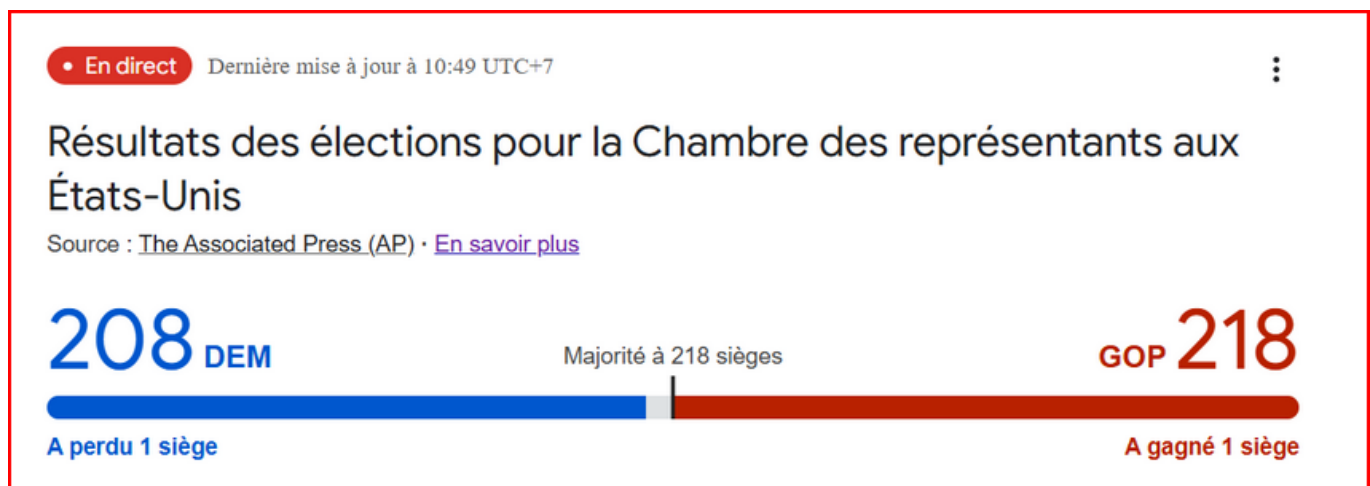 • En direct Dernière mise à jour à 10:49 UTC+7
Résultats des élections pour la Chambre des représentants aux
États-Unis
Source : The Associated Press (AP) · En savoir plus
208 DEM Majorité à 218 sièges GOP 218
A perdu 1 siège A gagné 1 siège